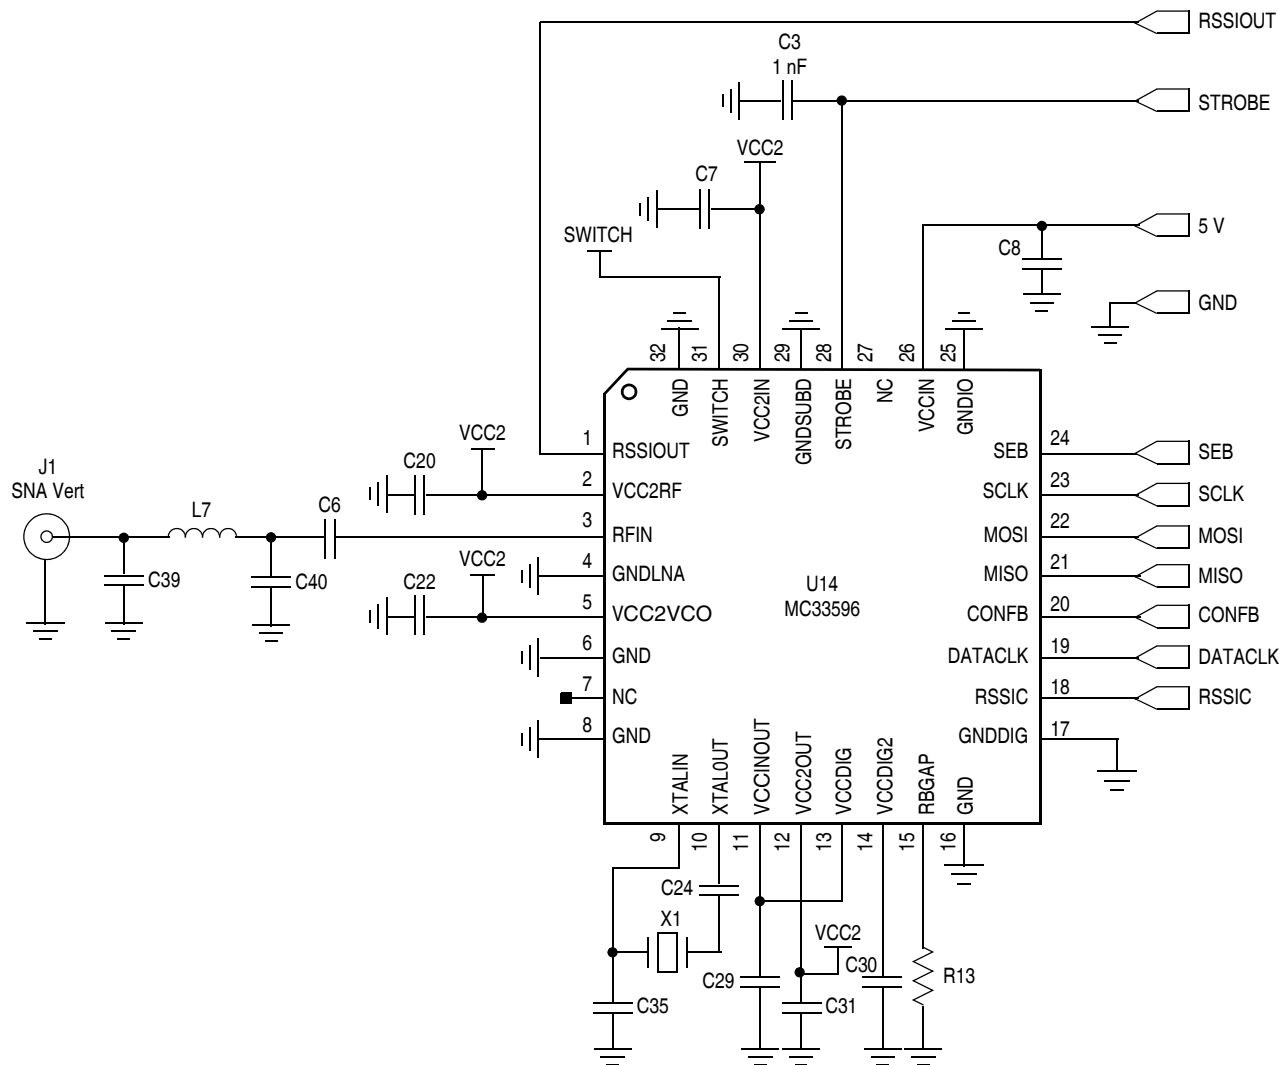 RSSIOUT
C3
1 nF
STROBE
VCC2
C7
SWITCH
5 V
C8
GND
32
31
30
29
28
27
26
25
GND
SWITCH
VCC2IN
GNDSUBD
STROBE
NC
VCCIN
GNDIO
VCC2
C20
J1
SNA Vert
L7
C6
C39
C40
VCC2
C22
1
RSSIOUT
2
VCC2RF
3
RFIN
4
GNDLNA
5
VCC2VCO
6
GND
7
NC
8
GND
U14
MC33596
SEB
24
SEB
SCLK
23
SCLK
MOSI
22
MOSI
MISO
21
MISO
CONFB
20
CONFB
DATACLK
19
DATACLK
RSSIC
18
RSSIC
GNDDIG
17
XTALIN
XTAL0UT
VCCINOUT
VCC2OUT
VCCDIG
VCCDIG2
RBGAP
GND
9
10
11
12
13
14
15
16
C24
X1
VCC2
C29
C30
R13
C35
C31